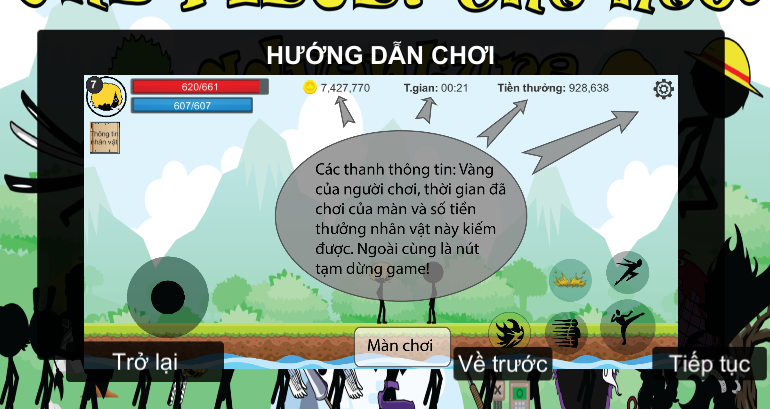 HƯỚNG DẪN CHƠI
7
620/661
7,427,770
T.gian: 00:21
Tiền thưởng: 928,638
607/607
Thông tin
nhân vật
Các thanh thông tin: Vàng
của người chơi, thời gian đã
chơi của màn và số tiền
thưởng nhân vật này kiếm
được. Ngoài cùng là nút
tạm dừng game!
Màn chơi
Trở lại
Về trước
Tiếp tục
X
0